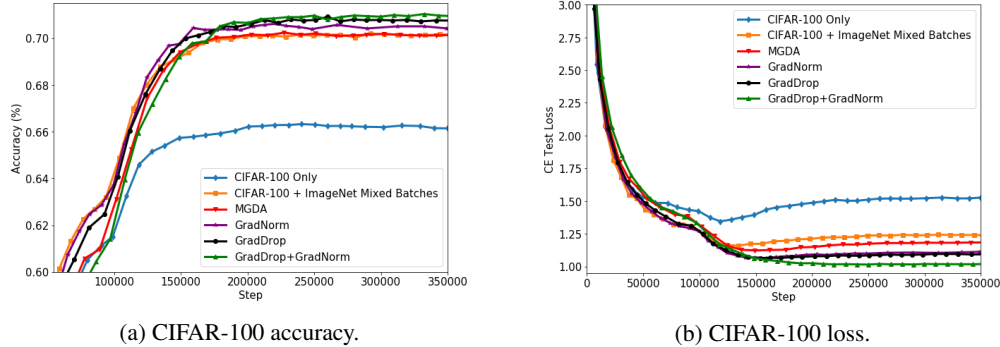 0.70
0.68
0.66
0.64
0.62
0.60
Accuracy (%)
CIFAR-100 Only
CIFAR-100 + ImageNet Mixed Batches
MGDA
GradNorm
GradDrop
GradDrop+GradNorm
100000 150000 200000 250000 300000 350000
Step
(a) CIFAR-100 accuracy.
3.00
2.75
2.50
2.25
2.00
1.75
1.50
1.25
1.00
CE Test Loss
CIFAR-100 Only
CIFAR-100 + ImageNet Mixed Batches
MGDA
GradNorm
GradDrop
GradDrop+GradNorm
0 50000 100000 150000 200000 250000 300000 350000
Step
(b) CIFAR-100 loss.